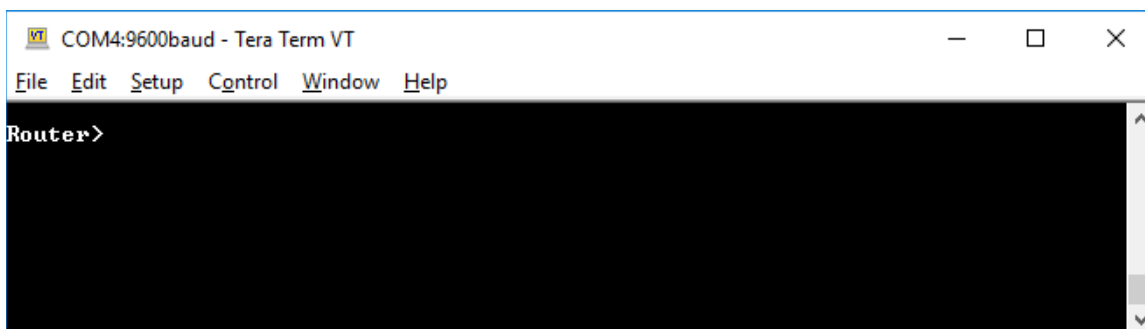 COM4:9600baud - Tera Term VT
File Edit Setup Control Window Help
Router>